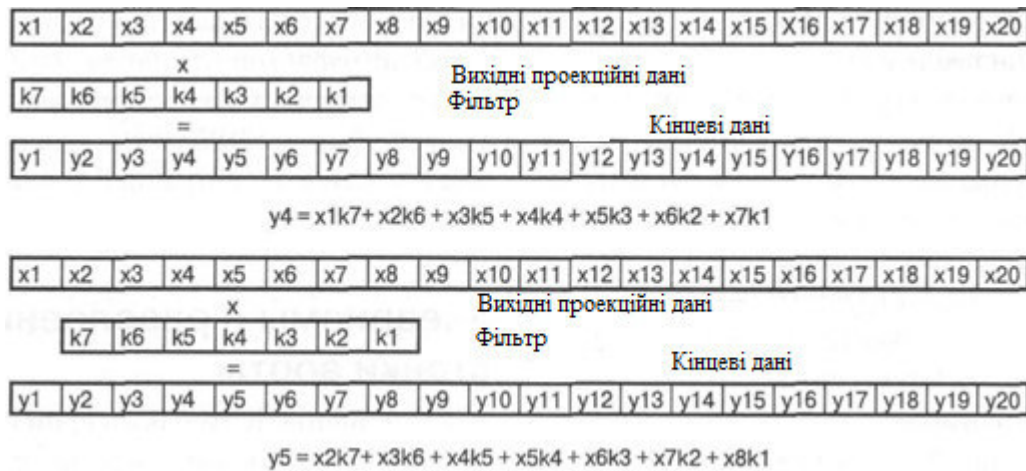 x1 x2 x3 x4 x5 x6 x7 x8 x9 x10 x11 x12 x13 x14 x15 X16 x17 x18 x19 x20
x
Вихідні проекційні дані
k7 k6 k5 k4 k3 k2 k1 Фільтр
= Кінцеві дані
y1 y2 y3 y4 y5 y6 y7 y8 y9 y10 y11 y12 y13 y14 y15 Y16 y17 y18 y19 y20
y4 = x1k7+ x2k6 + x3k5 + x4k4 + x5k3 + x6k2 + x7k1
x1 x2 x3 x4 x5 x6 x7 x8 x9 x10 x11 x12 x13 x14 x15 x16 x17 x18 x19 x20
x Вихідні проекційні дані
k7 k6 k5 k4 k3 k2 k1 Фільтр
= Кінцеві дані
y1 y2 y3 y4 y5 y6 y7 y8 y9 y10 y11 y12 y13 y14 y15 y16 y17 y18 y19 y20
y5 = x2k7+ x3k6 + x4k5 + x5k4 + x6k3 + x7k2 + x8k1